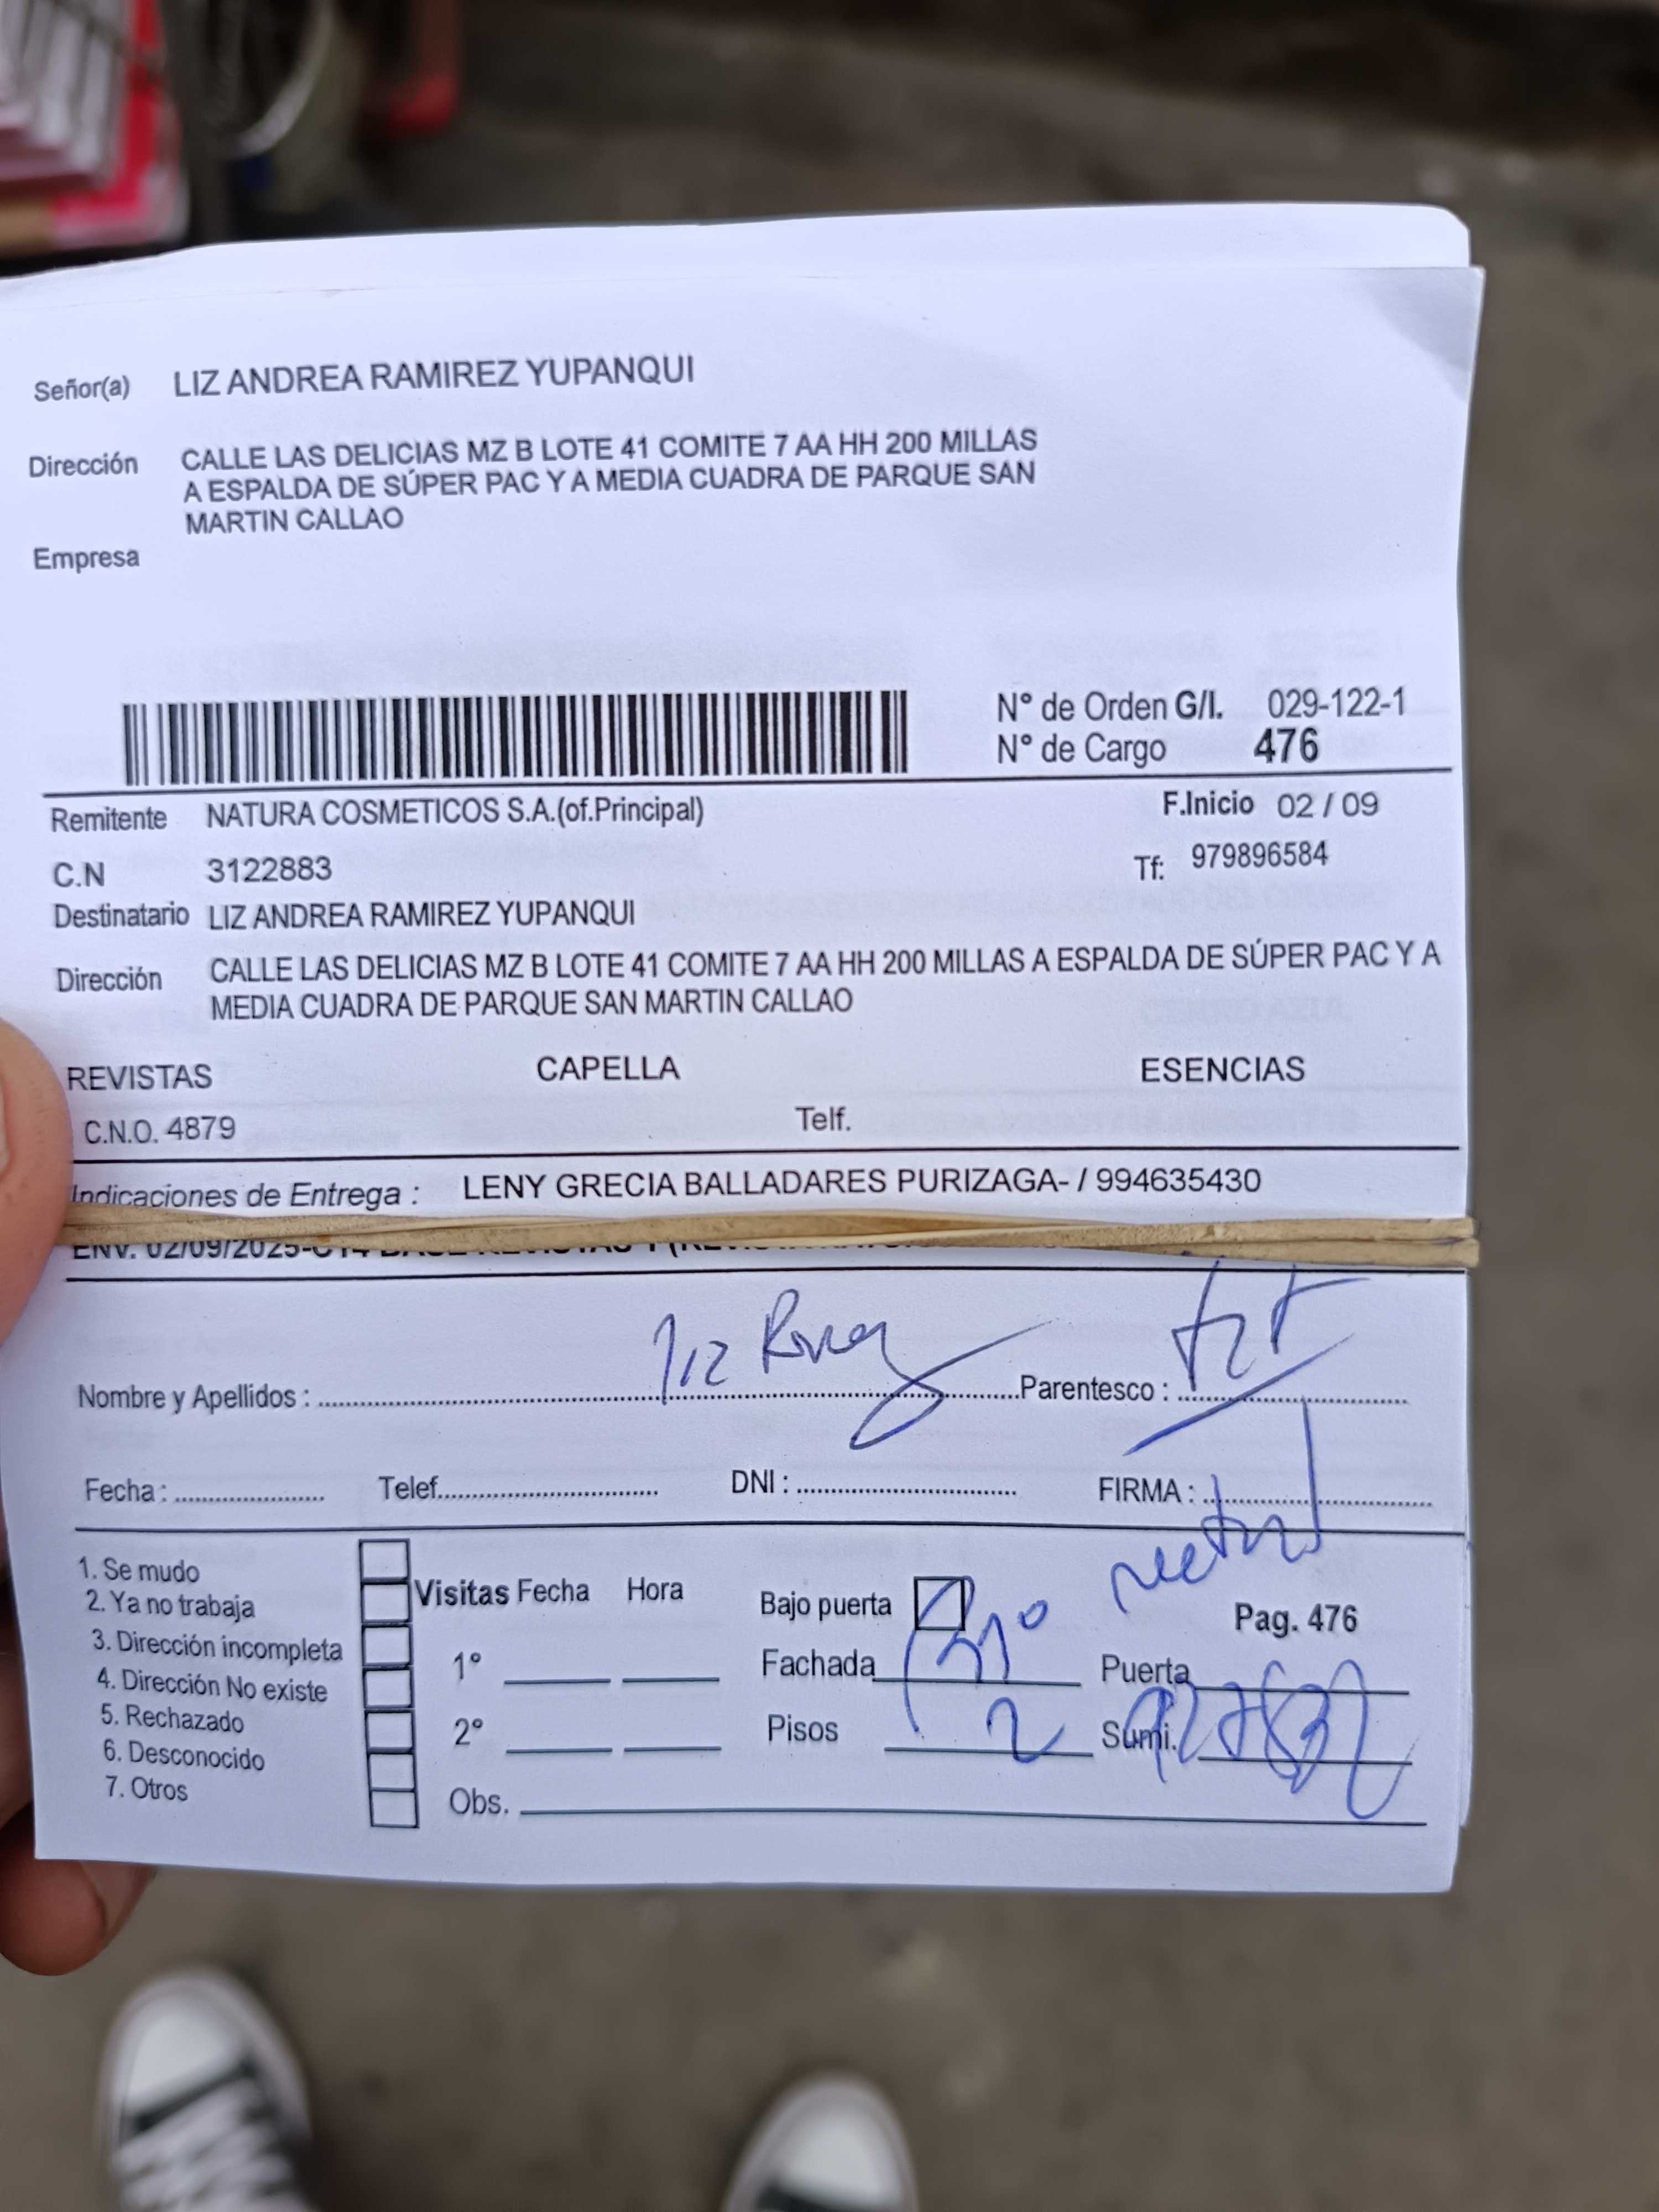 Señor(a) LIZ ANDREA RAMIREZ YUPANQUI
Dirección CALLE LAS DELICIAS MZ B LOTE 41 COMITE 7 AA HH 200 MILLAS
A ESPALDA DE SÚPER PAC Y A MEDIA CUADRA DE PARQUE SAN
MARTIN CALLAO
Empresa
N° de Orden G/I. 029-122-1
N° de Cargo 476
Remitente NATURA COSMETICOS S.A.(of.Principal) F.Inicio 02 / 09
C.N 3122883 Tf: 979896584
Destinatario LIZ ANDREA RAMIREZ YUPANQUI
Dirección CALLE LAS DELICIAS MZ B LOTE 41 COMITE 7 AA HH 200 MILLAS A ESPALDA DE SÚPER PAC Y A
MEDIA CUADRA DE PARQUE SAN MARTIN CALLAO
REVISTAS CAPELLA ESENCIAS
C.N.O. 4879 Telf.
Indicaciones de Entrega : LENY GRECIA BALLADARES PURIZAGA- / 994635430
ENV. 02/09/2025-C14 BASE REVISTAS
liz
Nombre y Apellidos : Parentesco :
Fecha : Telef. DNI : FIRMA :
1. Se mudo
2. Ya no trabaja
3. Dirección incompleta
4. Dirección No existe
5. Rechazado
6. Desconocido
7. Otros
Visitas Fecha Hora
1°
2°
Obs.
Bajo puerta Pag. 476
Fachada Puerta
Pisos 2 Sumi.